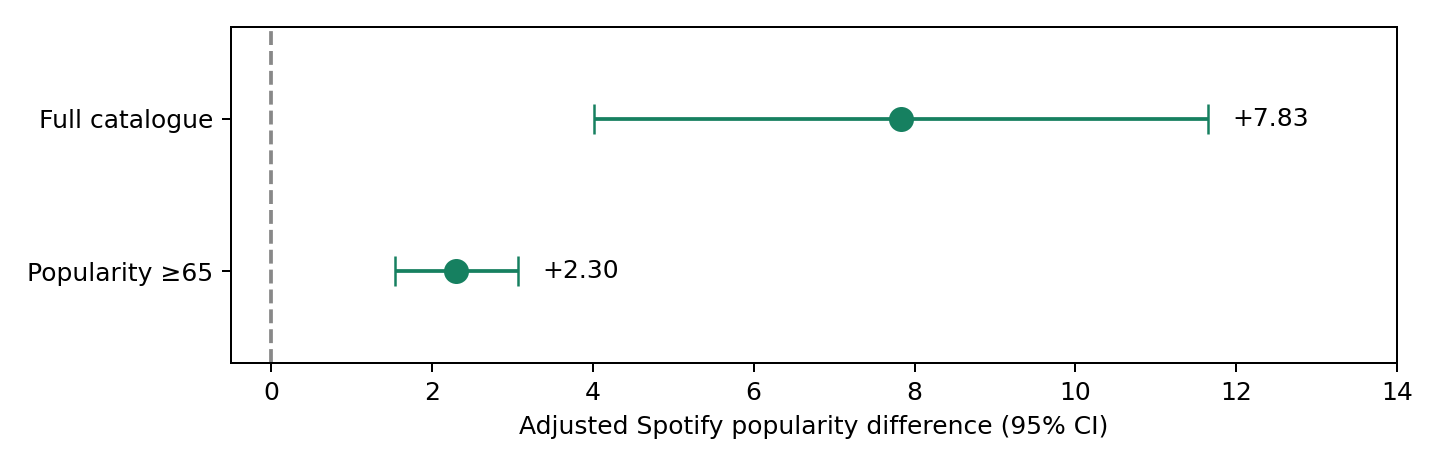 Full catalogue
+7.83
Popularity ≥65
+2.30
0 2 4 6 8 10 12 14
Adjusted Spotify popularity difference (95% CI)